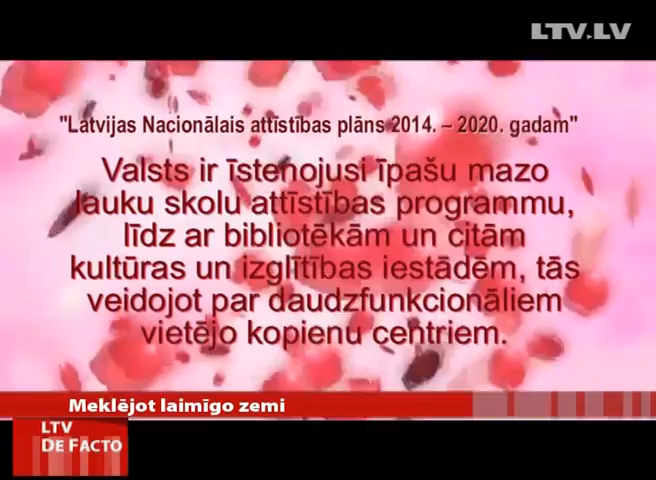 LTV.LV
"Latvijas Nacionālais attīstības plāns 2014. – 2020. gadam"
Valsts ir īstenojusi īpašu mazo
lauku skolu attīstības programmu,
līdz ar bibliotēkām un citām
kultūras un izglītības iestādēm, tās
veidojot par daudzfunkcionāliem
vietējo kopienu centriem.
Meklējot laimīgo zemi
LTV
DE FACTO